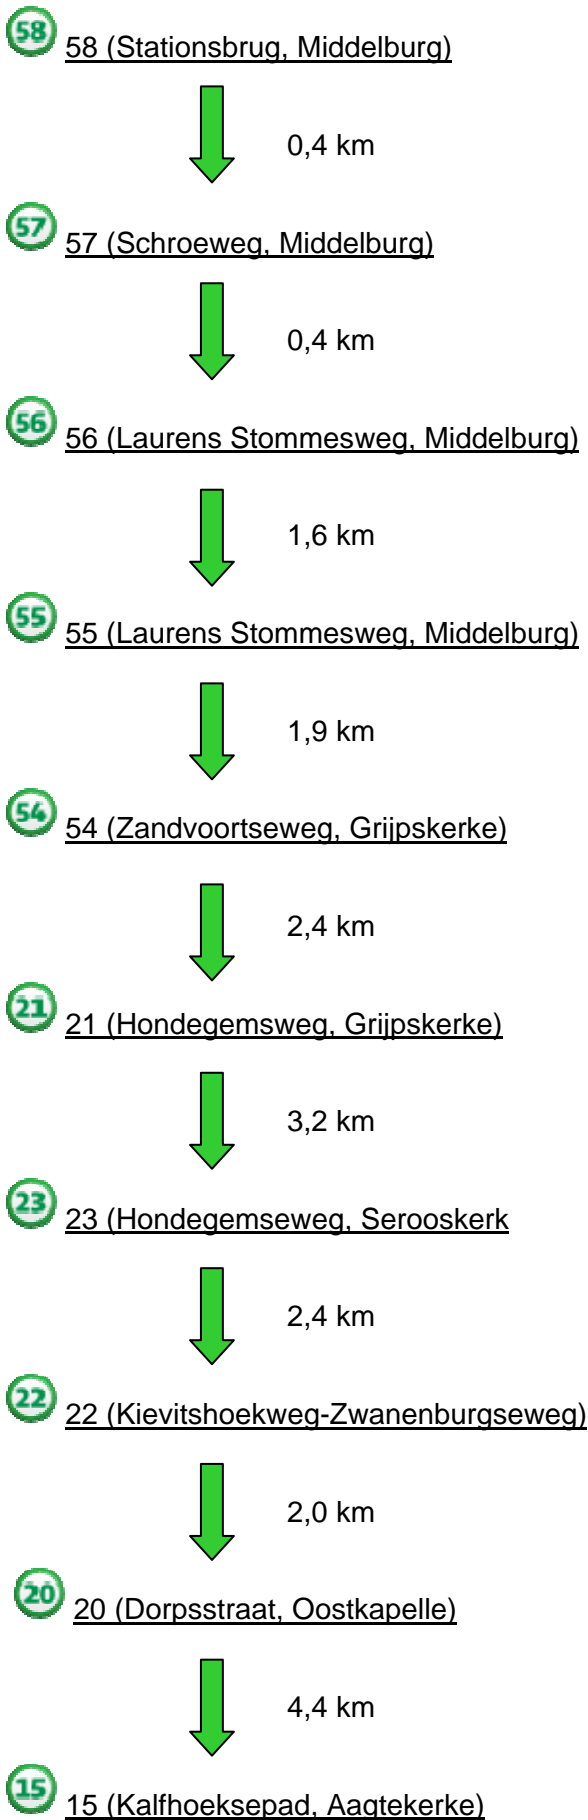 58 58 (Stationsbrug, Middelburg)
0,4 km
57 57 (Schroeweg, Middelburg)
0,4 km
56 56 (Laurens Stommesweg, Middelburg)
1,6 km
55 55 (Laurens Stommesweg, Middelburg)
1,9 km
54 54 (Zandvoortseweg, Grijpskerke)
2,4 km
21 21 (Hondegemsweg, Grijpskerke)
3,2 km
23 23 (Hondegemseweg, Serooskerk
2,4 km
22 22 (Kievitshoekweg-Zwanenburgseweg)
2,0 km
20 20 (Dorpsstraat, Oostkapelle)
4,4 km
15 15 (Kalfhoeksepad, Aagtekerke)